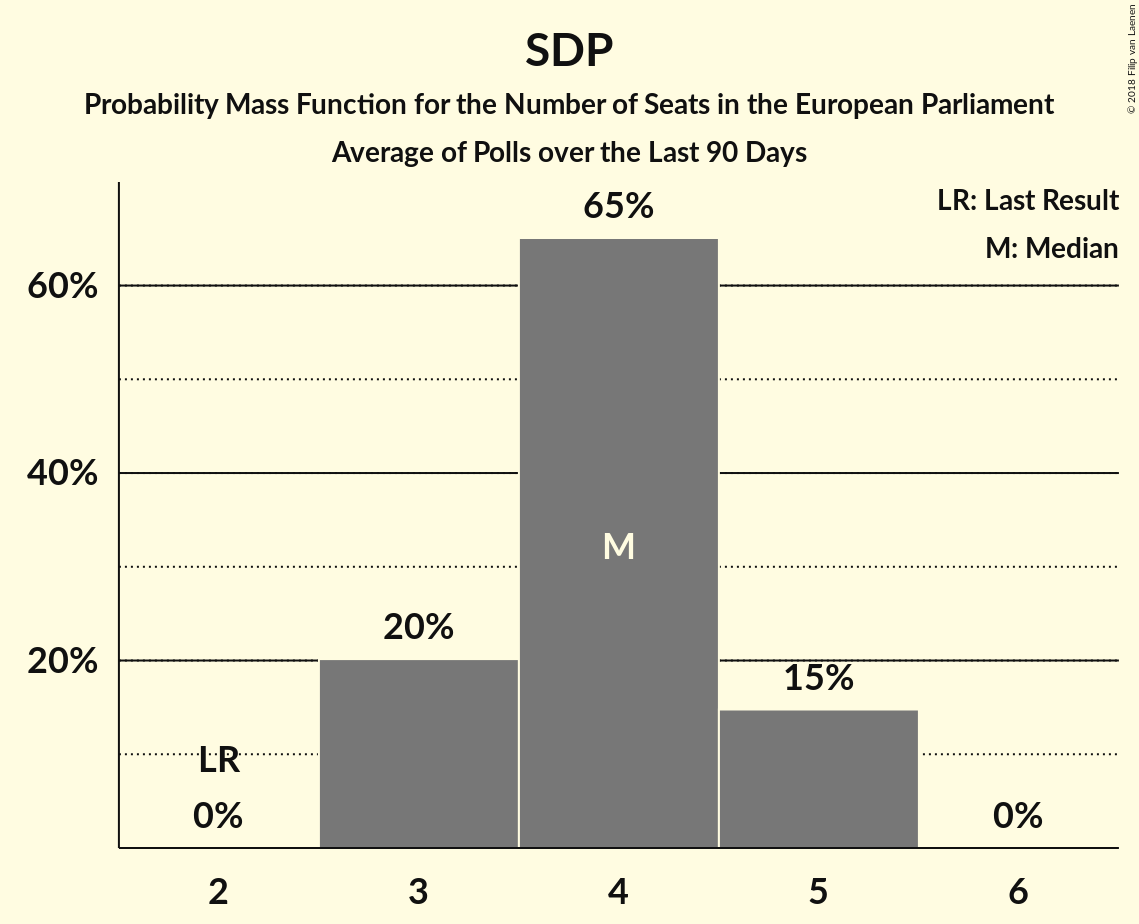 SDP
Probability Mass Function for the Number of Seats in the European Parliament
Average of Polls over the Last 90 Days
© 2018 Filip van Laenen
LR: Last Result
M: Median
65%
60%
40%
M
20%
20%
15%
LR
0%
0%
2
3
4
5
6